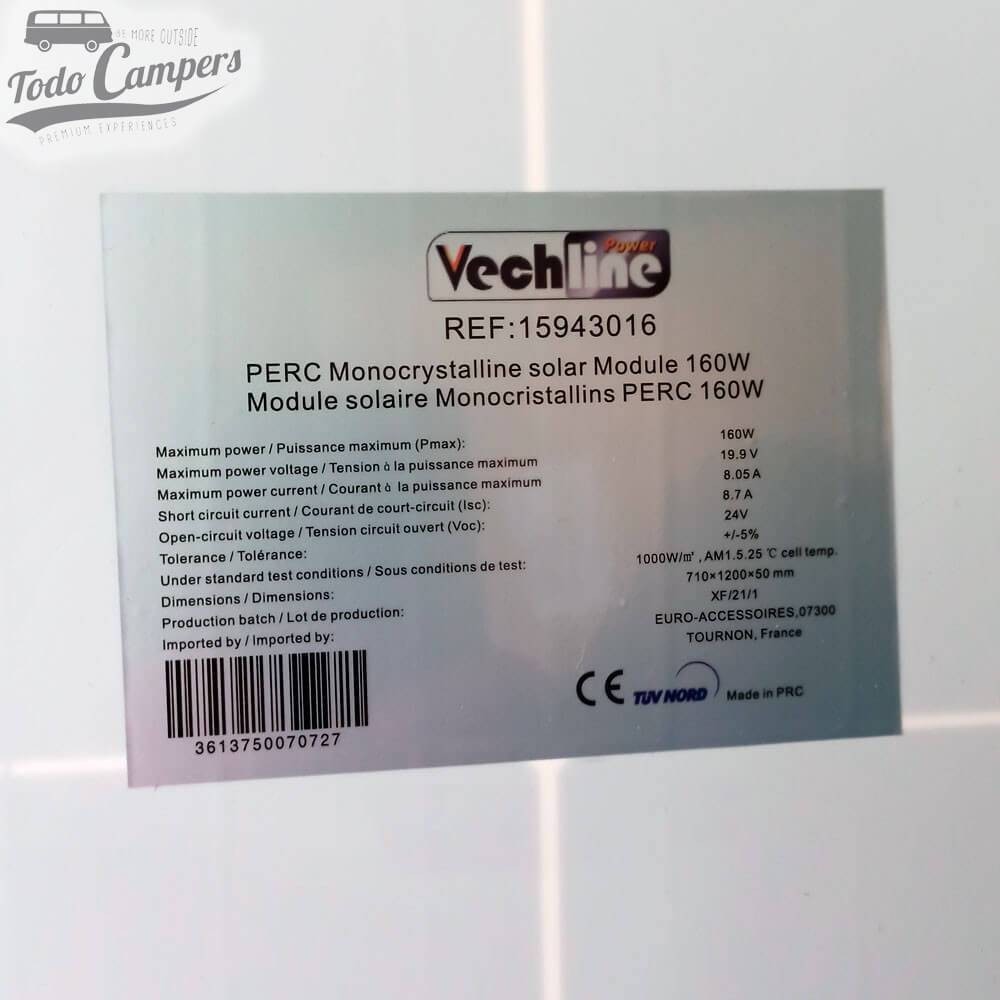 BE MORE OUTSIDE
Todo Campers
PREMIUM EXPERIENCES
Vechline Power
REF:15943016
PERC Monocrystalline solar Module 160W
Module solaire Monocristallins PERC 160W
Maximum power / Puissance maximum (Pmax): 160W
Maximum power voltage / Tension à la puissance maximum 19.9 V
Maximum power current / Courant à la puissance maximum 8.05 A
Short circuit current / Courant de court-circuit (Isc): 8.7 A
Open-circuit voltage / Tension circuit ouvert (Voc): 24V
Tolerance / Tolérance: +/-5%
Under standard test conditions / Sous conditions de test: 1000W/㎡, AM1.5.25 ℃ cell temp.
Dimensions / Dimensions: 710×1200×50 mm
Production batch / Lot de production: XF/21/1
Imported by / Imported by: EURO-ACCESSOIRES,07300
TOURNON, France
CE TUV NORD Made in PRC
3613750070727